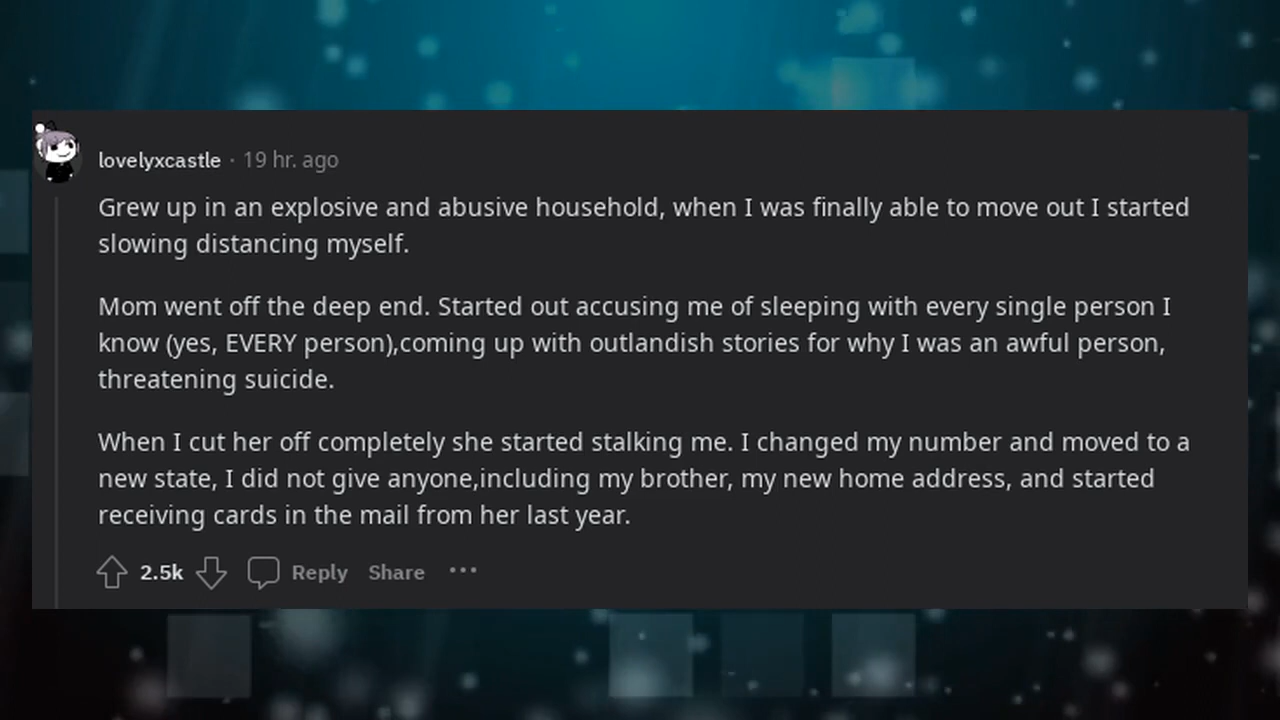 lovelyxcastle · 19 hr. ago
Grew up in an explosive and abusive household, when I was finally able to move out I started
slowing distancing myself.
Mom went off the deep end. Started out accusing me of sleeping with every single person I
know (yes, EVERY person),coming up with outlandish stories for why I was an awful person,
threatening suicide.
When I cut her off completely she started stalking me. I changed my number and moved to a
new state, I did not give anyone,including my brother, my new home address, and started
receiving cards in the mail from her last year.
2.5k Reply Share ···